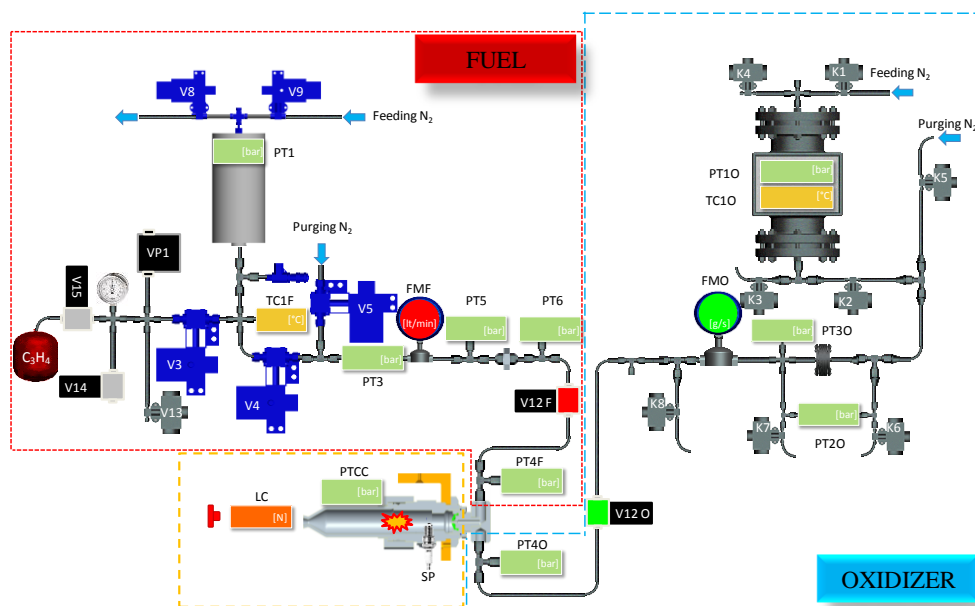 FUEL
V8
V9
Feeding N2
[bar]
PT1
Purging N2
VP1
V15
TC1F
[°C]
V5
FMF
[lt/min]
PT5
[bar]
PT6
[bar]
C3H4
V14
V3
V13
V4
[bar]
PT3
V12 F
K4
K1
Feeding N2
Purging N2
K5
PT1O
[bar]
TC1O
[°C]
FMO
[g/s]
K3
K2
[bar]
PT3O
K8
K7
[bar]
K6
PT2O
PTCC
[bar]
LC
[N]
SP
PT4F
[bar]
V12 O
PT4O
[bar]
OXIDIZER